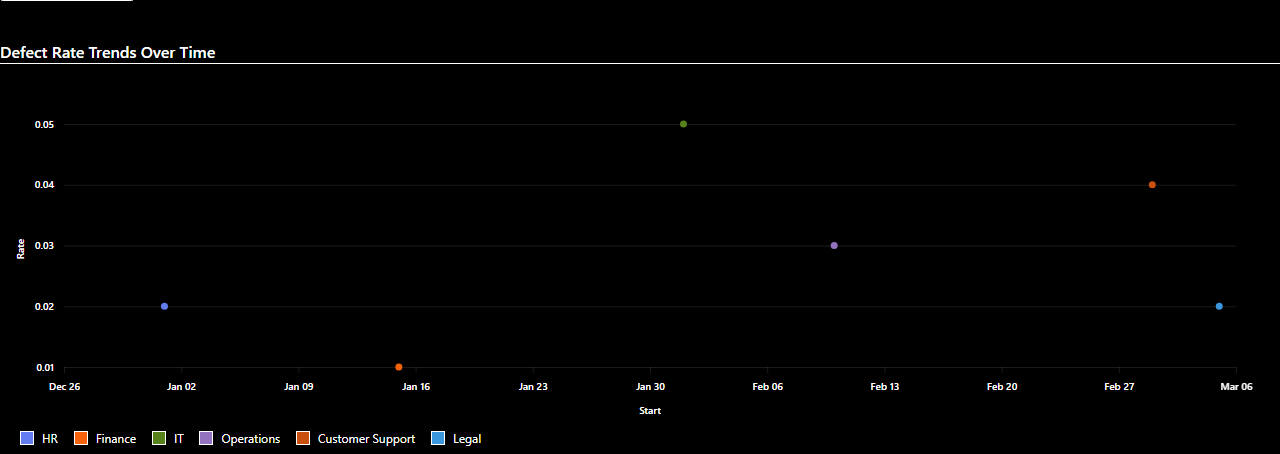 Defect Rate Trends Over Time
0.05
0.04
0.03
0.02
0.01
Rate
Dec 26 Jan 02 Jan 09 Jan 16 Jan 23 Jan 30 Feb 06 Feb 13 Feb 20 Feb 27 Mar 06
Start
HR Finance IT Operations Customer Support Legal